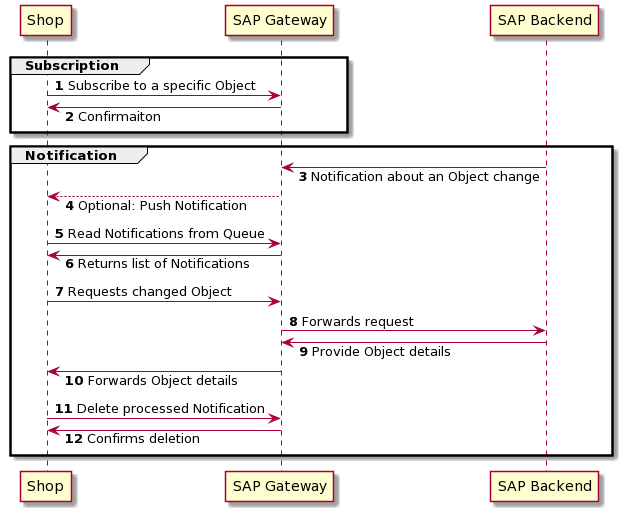 Shop SAP Gateway SAP Backend
Subscription
1 Subscribe to a specific Object
2 Confirmaiton
Notification
3 Notification about an Object change
4 Optional: Push Notification
5 Read Notifications from Queue
6 Returns list of Notifications
7 Requests changed Object
8 Forwards request
9 Provide Object details
10 Forwards Object details
11 Delete processed Notification
12 Confirms deletion
Shop SAP Gateway SAP Backend